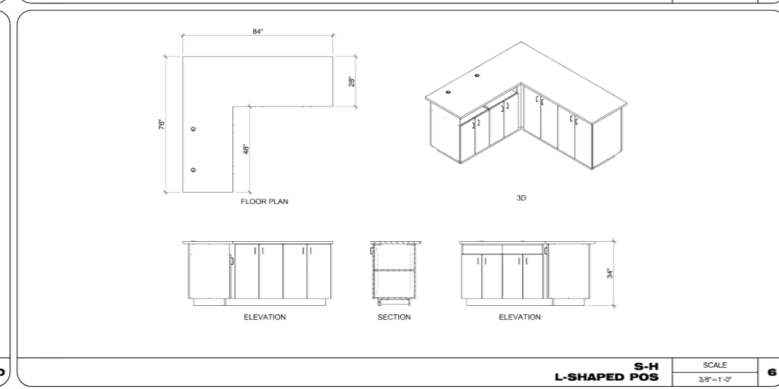 84"
28"
76"
48"
FLOOR PLAN
3D
34"
ELEVATION
SECTION
ELEVATION
S-H
L-SHAPED POS
SCALE
3/8"=1'-0"
6